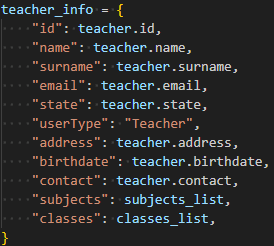 teacher_info = {
    "id": teacher.id,
    "name": teacher.name,
    "surname": teacher.surname,
    "email": teacher.email,
    "state": teacher.state,
    "userType": "Teacher",
    "address": teacher.address,
    "birthdate": teacher.birthdate,
    "contact": teacher.contact,
    "subjects": subjects_list,
    "classes": classes_list,
}